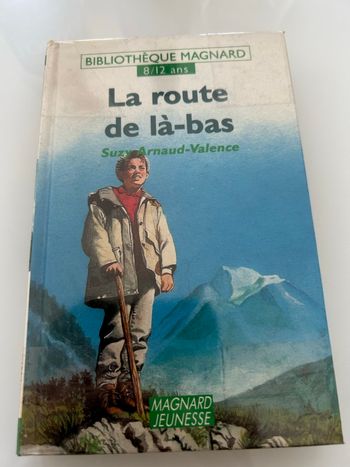 BIBLIOTHÈQUE MAGNARD
8/12 ans
La route
de là-bas
Suzy Arnaud-Valence
MAGNARD
JEUNESSE